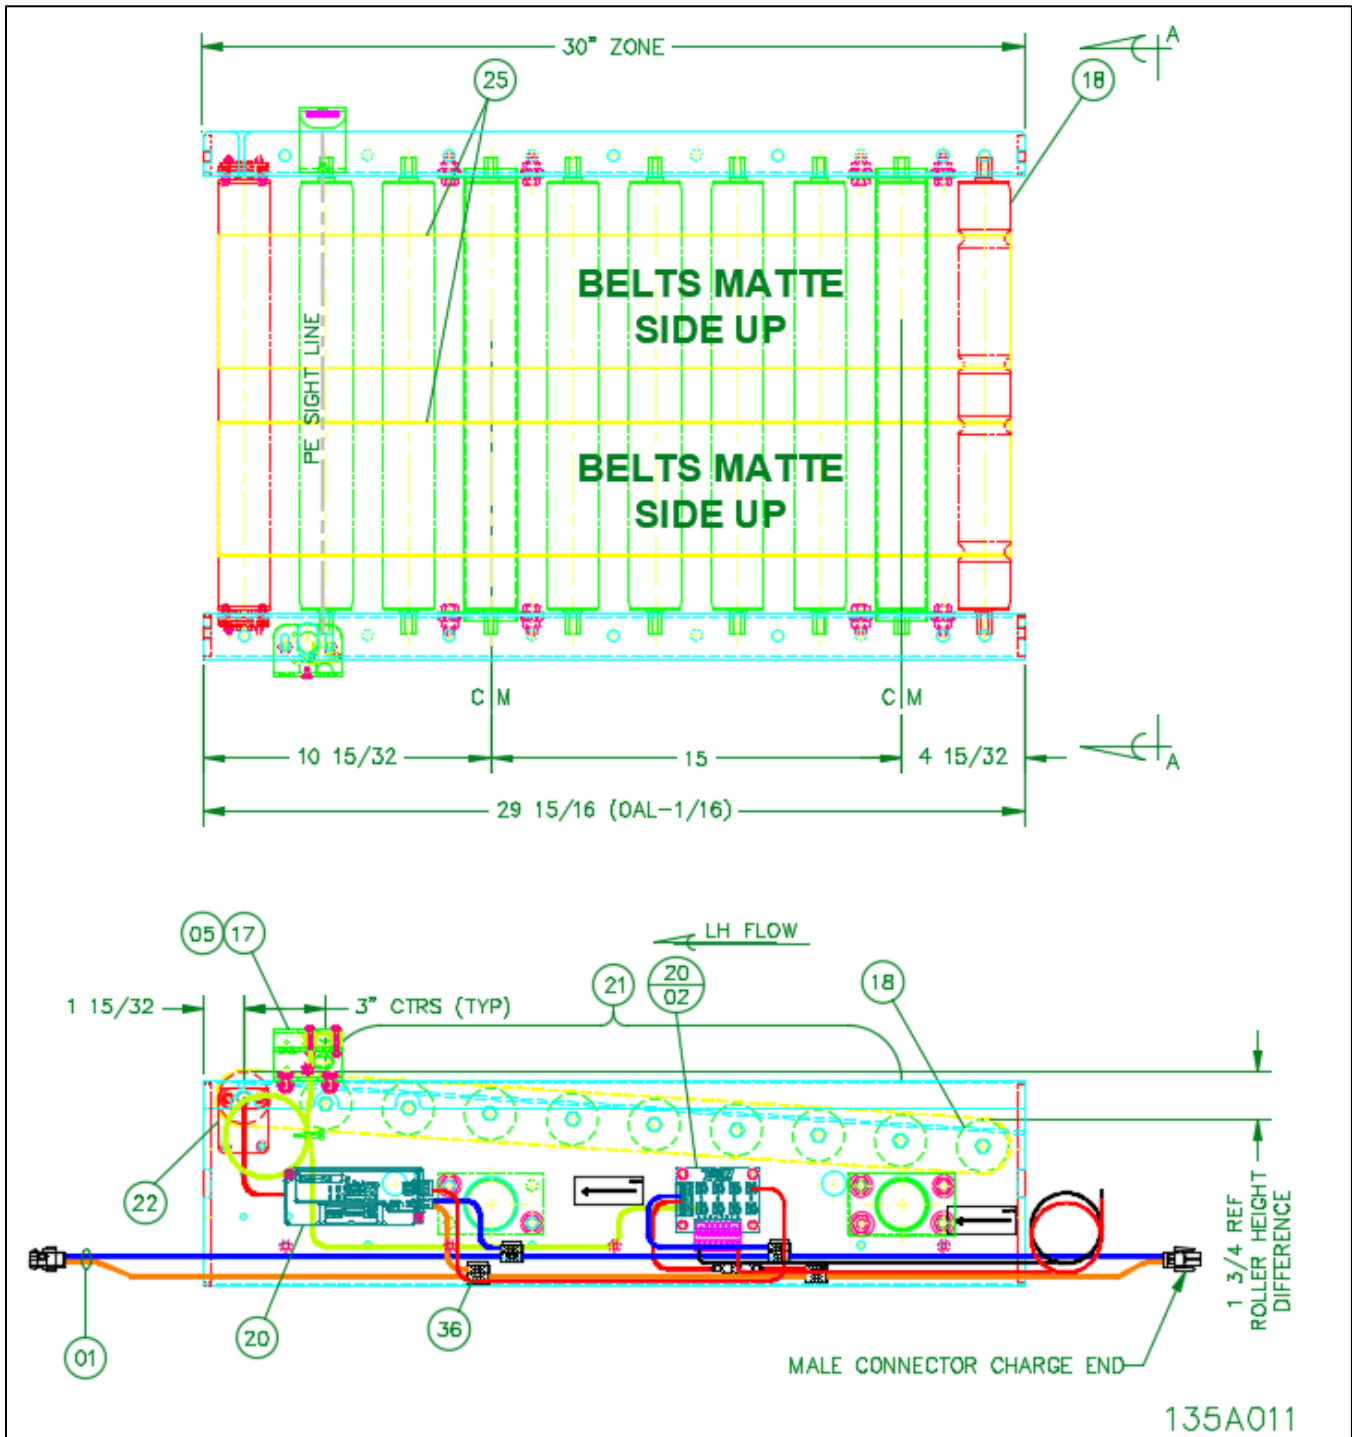 30" ZONE
A
25
18
PE SIGHT LINE
BELTS MATTE
SIDE UP
BELTS MATTE
SIDE UP
C M
C M
10 15/32
15
4 15/32
A
29 15/16 (OAL-1/16)
05
17
LH FLOW
20
02
21
18
1 15/32
3" CTRS (TYP)
22
20
36
01
1 3/4 REF
ROLLER HEIGHT
DIFFERENCE
MALE CONNECTOR CHARGE END
135A011